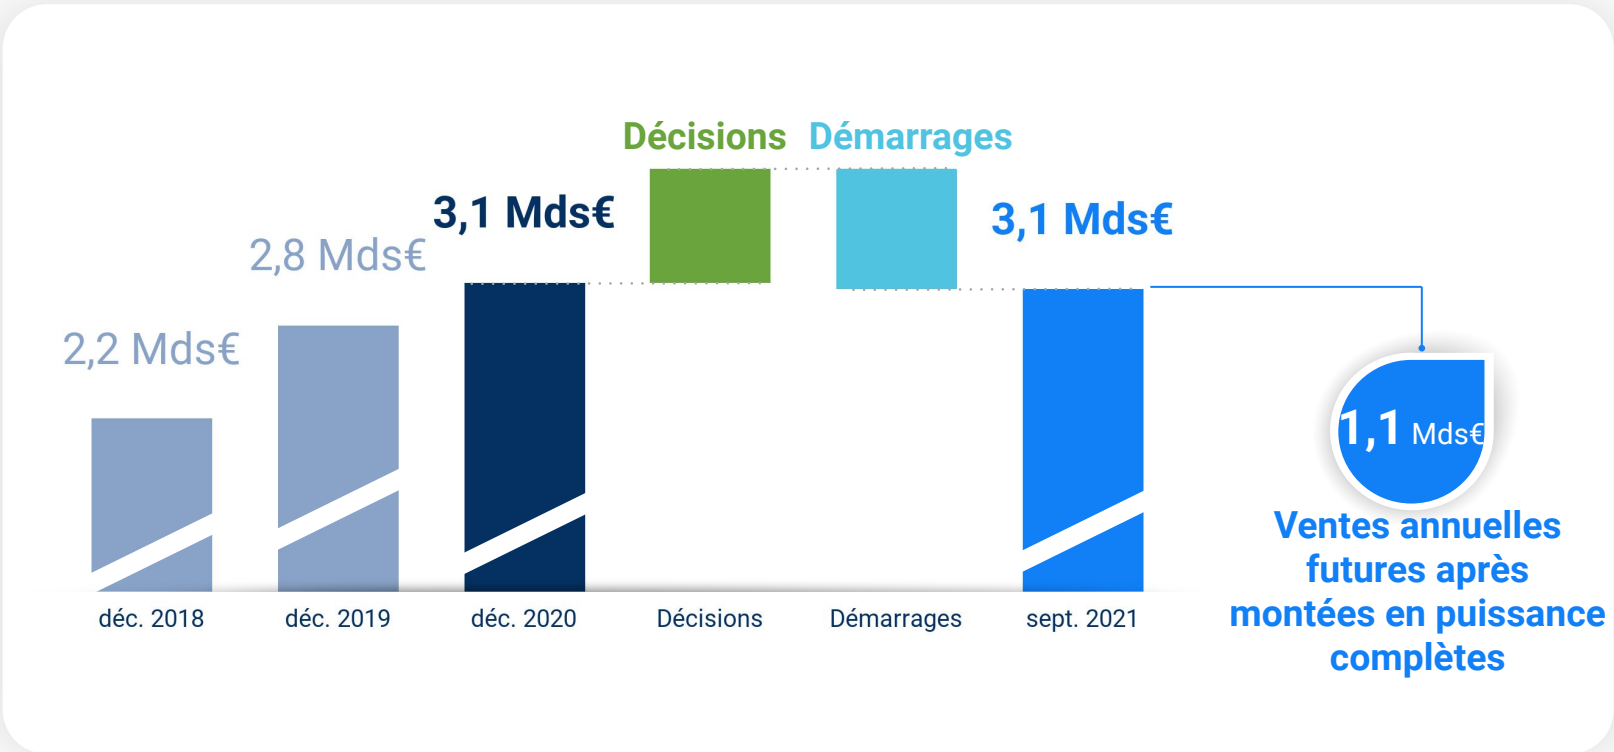 Décisions
Démarrages
3,1 Mds€
3,1 Mds€
2,8 Mds€
2,2 Mds€
1,1 Mds€
Ventes annuelles
futures après
montées en puissance
complètes
déc. 2018
déc. 2019
déc. 2020
Décisions
Démarrages
sept. 2021